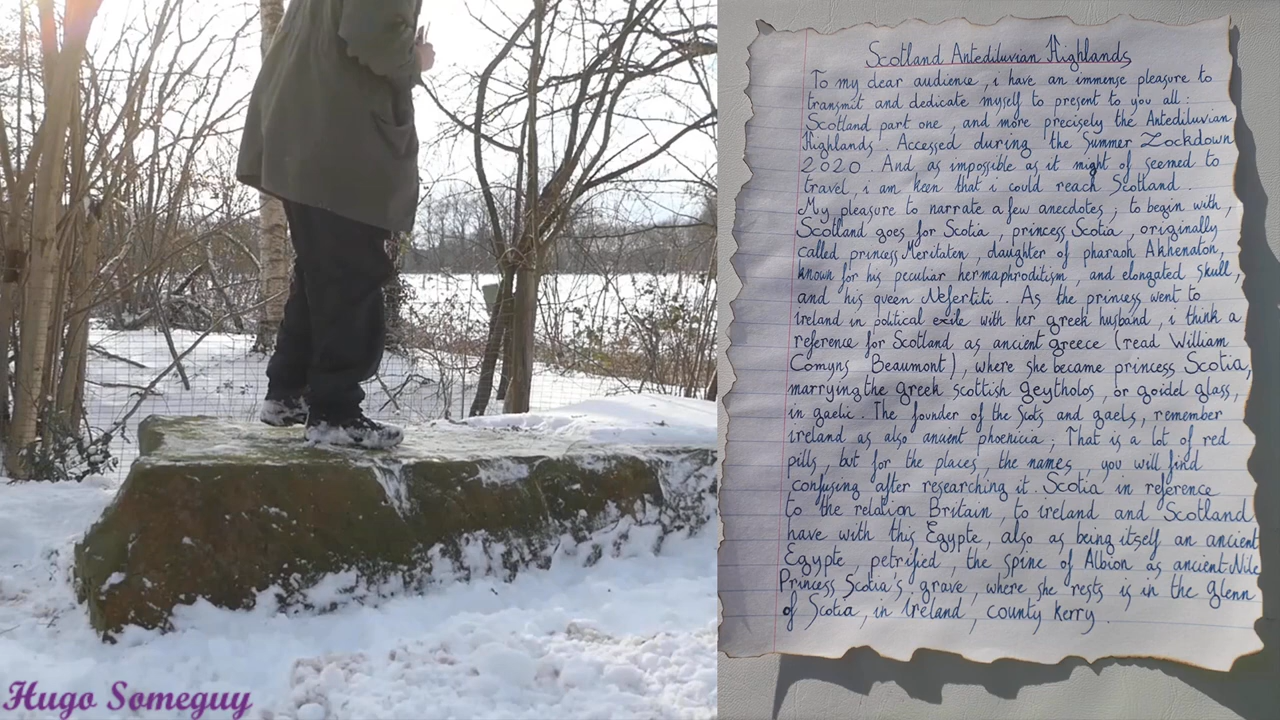 Scotland Antediluvian Highlands
To my dear audience, i have an immense pleasure to
transmit and dedicate myself to present to you all :
Scotland part one, and more precisely the Antediluvian
Highlands. Accessed during the Summer Lockdown
2020. And as impossible as it might of seemed to
travel, i am keen that i could reach Scotland.
My pleasure to narrate a few anecdotes ; to begin with,
Scotland goes for Scotia, princess Scotia, originally
called princess Meritaten, daughter of pharaoh Akhenaton,
known for his peculiar hermaphroditism, and elongated skull,
and his queen Nefertiti. As the princess went to
ireland in political exile with her greek husband, i think a
reference for Scotland as ancient greece (read William
Comyns Beaumont), where she became princess Scotia,
marrying the greek scottish geytholos, or goidel glass,
in gaelic. The founder of the Scots and gaels, remember
ireland as also ancient phoenicia ; That is a lot of red
pills, but for the places, the names, you will find
confusing after researching it. Scotia in reference
to the relation Britain, to ireland and Scotland
have with this Egypte, also as being itself an ancient
Egypte, petrified, the spine of Albion as ancient Nile
Princess Scotia's grave, where she rests is in the Glenn
of Scotia, in Ireland, county kerry.
Hugo Someguy